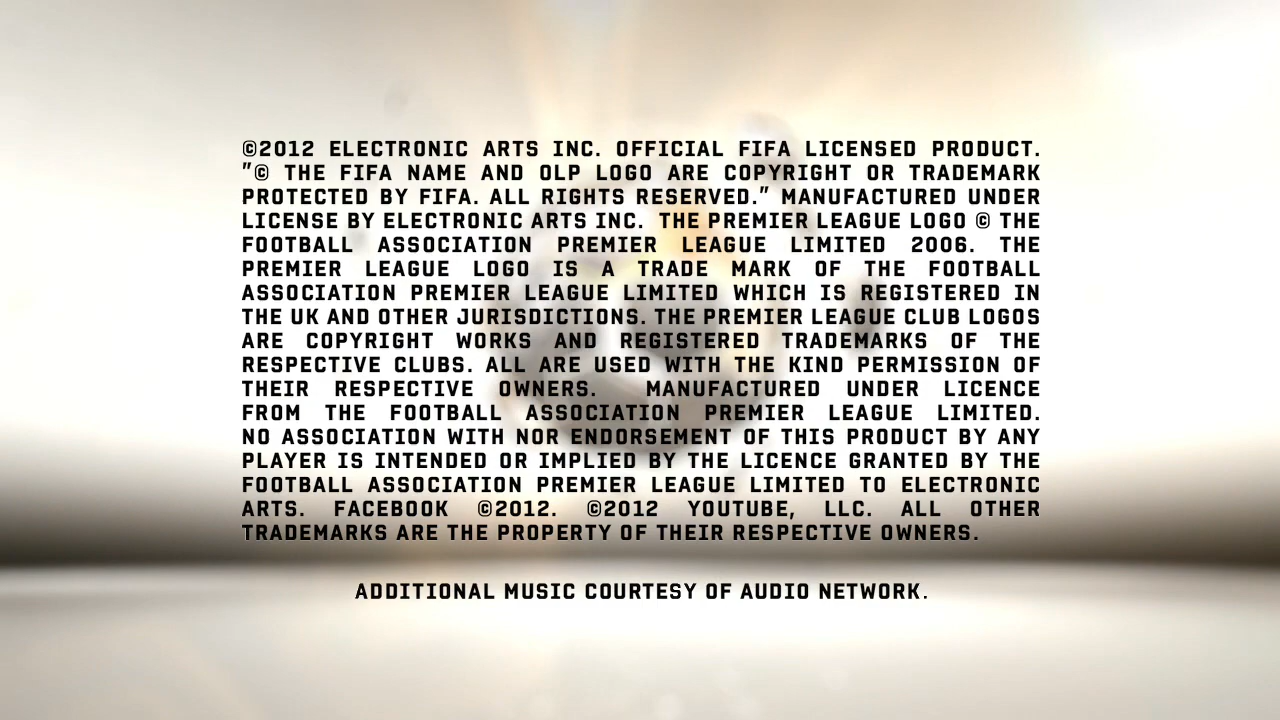 ©2012 ELECTRONIC ARTS INC. OFFICIAL FIFA LICENSED PRODUCT.
"© THE FIFA NAME AND OLP LOGO ARE COPYRIGHT OR TRADEMARK
PROTECTED BY FIFA. ALL RIGHTS RESERVED." MANUFACTURED UNDER
LICENSE BY ELECTRONIC ARTS INC. THE PREMIER LEAGUE LOGO © THE
FOOTBALL ASSOCIATION PREMIER LEAGUE LIMITED 2006. THE
PREMIER LEAGUE LOGO IS A TRADE MARK OF THE FOOTBALL
ASSOCIATION PREMIER LEAGUE LIMITED WHICH IS REGISTERED IN
THE UK AND OTHER JURISDICTIONS. THE PREMIER LEAGUE CLUB LOGOS
ARE COPYRIGHT WORKS AND REGISTERED TRADEMARKS OF THE
RESPECTIVE CLUBS. ALL ARE USED WITH THE KIND PERMISSION OF
THEIR RESPECTIVE OWNERS. MANUFACTURED UNDER LICENCE
FROM THE FOOTBALL ASSOCIATION PREMIER LEAGUE LIMITED.
NO ASSOCIATION WITH NOR ENDORSEMENT OF THIS PRODUCT BY ANY
PLAYER IS INTENDED OR IMPLIED BY THE LICENCE GRANTED BY THE
FOOTBALL ASSOCIATION PREMIER LEAGUE LIMITED TO ELECTRONIC
ARTS. FACEBOOK ©2012. ©2012 YOUTUBE, LLC. ALL OTHER
TRADEMARKS ARE THE PROPERTY OF THEIR RESPECTIVE OWNERS.
ADDITIONAL MUSIC COURTESY OF AUDIO NETWORK.